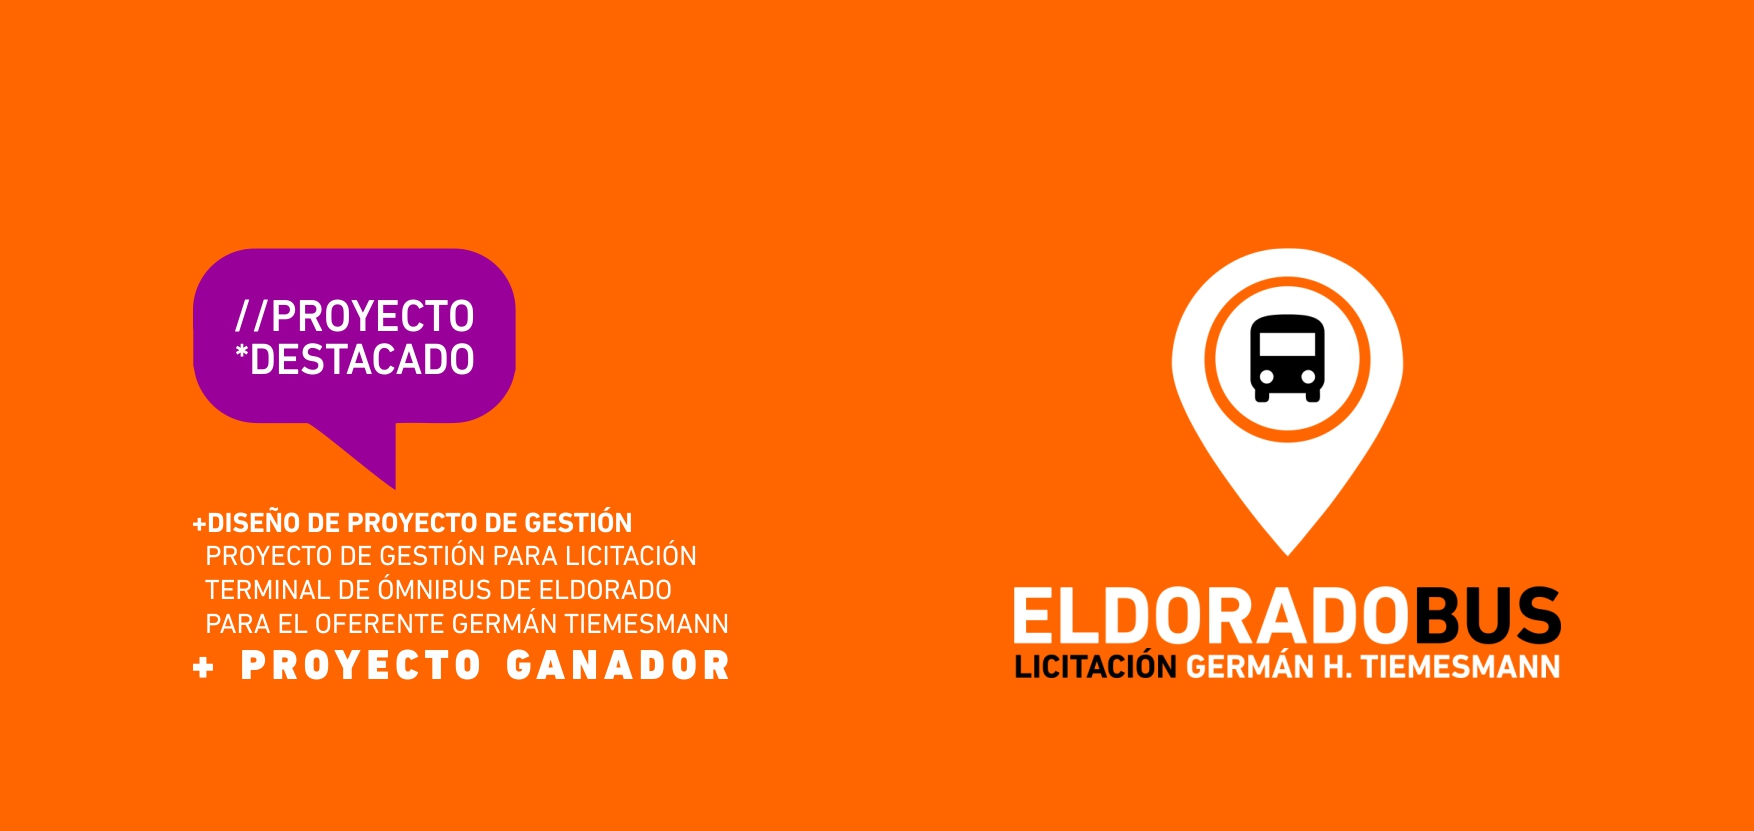 //PROYECTO
*DESTACADO
+DISEÑO DE PROYECTO DE GESTIÓN
PROYECTO DE GESTIÓN PARA LICITACIÓN
TERMINAL DE ÓMNIBUS DE ELDORADO
PARA EL OFERENTE GERMÁN TIEMESMANN
+ PROYECTO GANADOR
ELDORADOBUS
LICITACIÓN GERMÁN H. TIEMESMANN